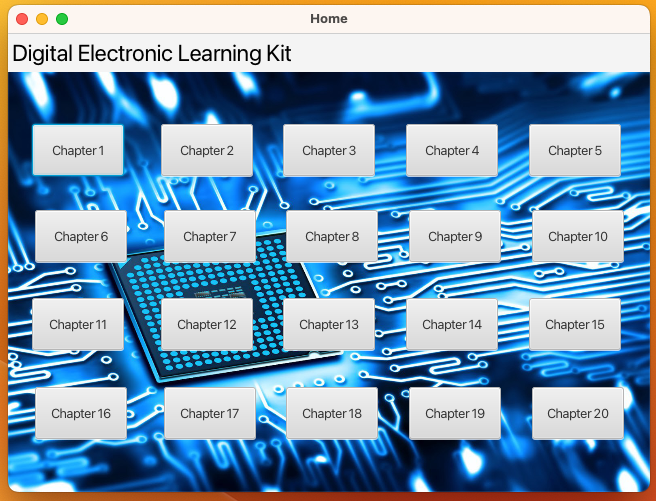 Home
Digital Electronic Learning Kit
Chapter 1 Chapter 2 Chapter 3 Chapter 4 Chapter 5
Chapter 6 Chapter 7 Chapter 8 Chapter 9 Chapter 10
Chapter 11 Chapter 12 Chapter 13 Chapter 14 Chapter 15
Chapter 16 Chapter 17 Chapter 18 Chapter 19 Chapter 20